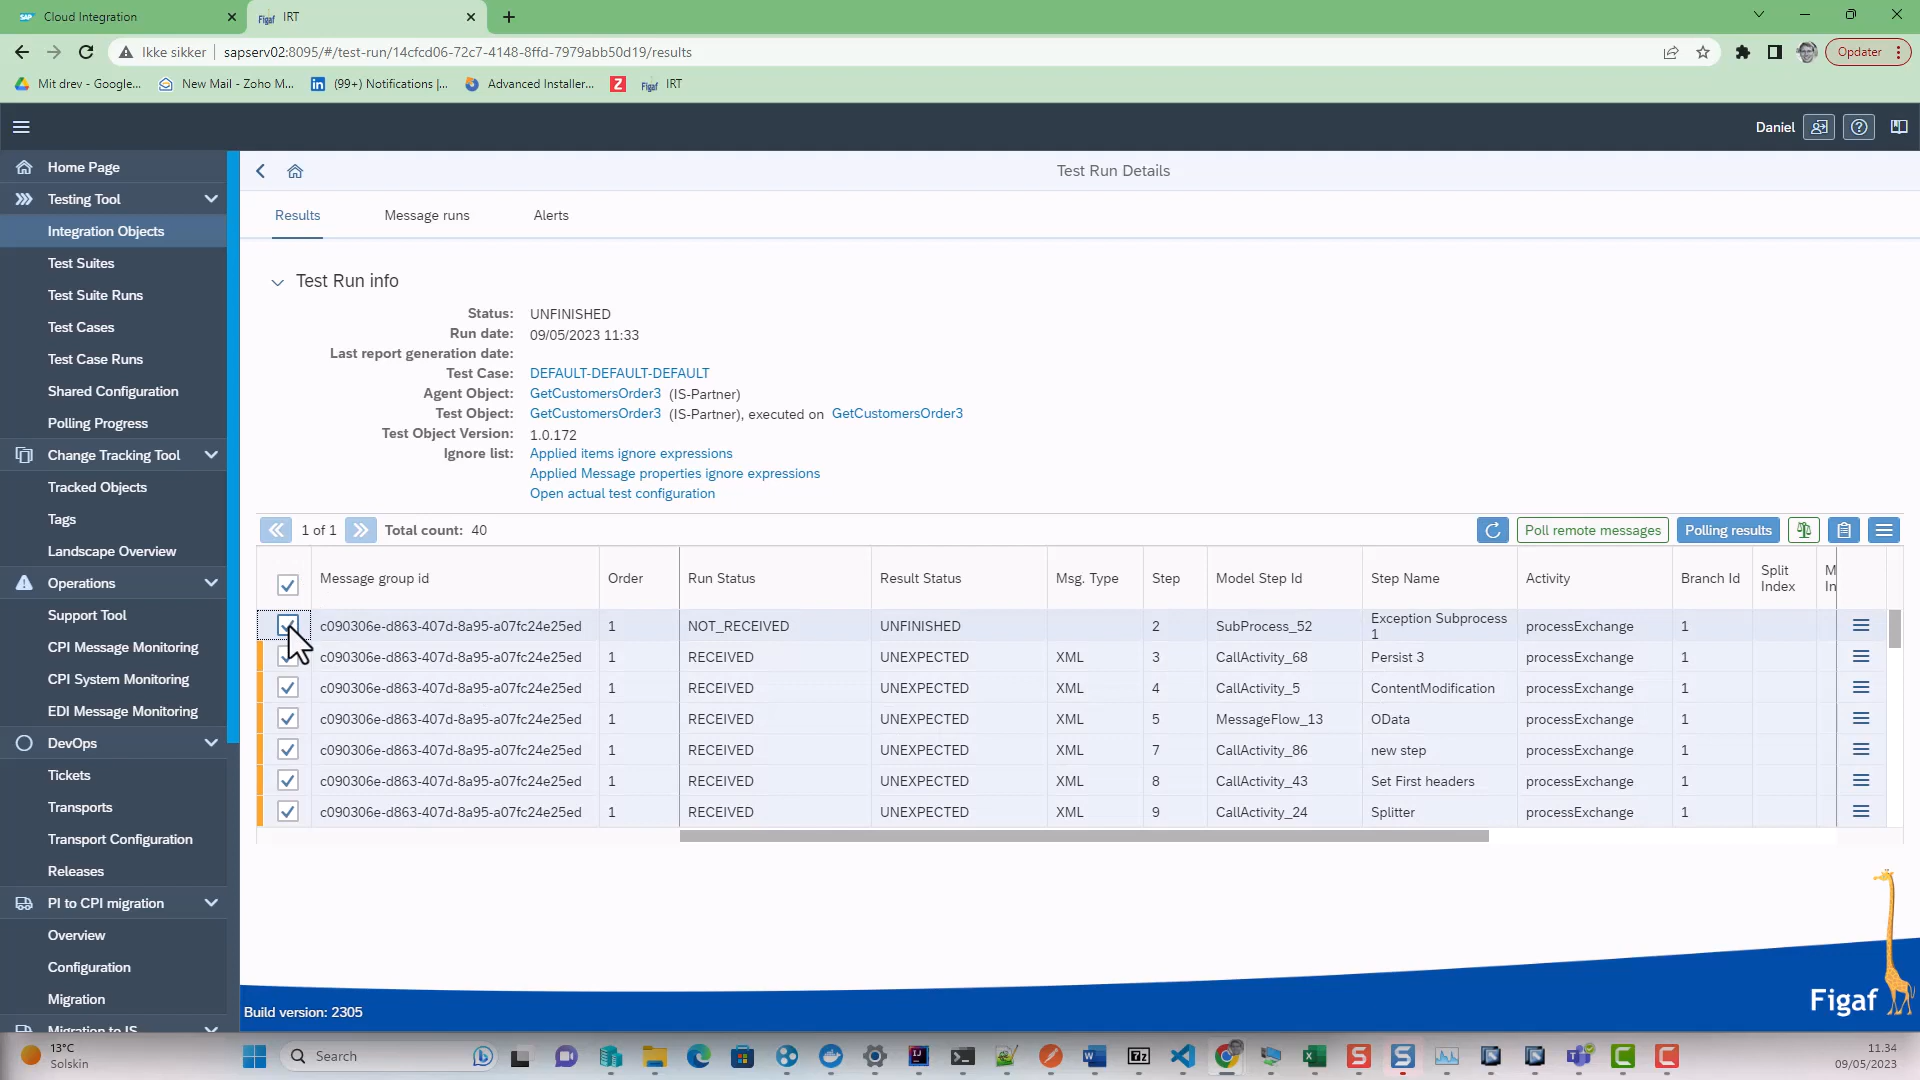 SAP Cloud Integration
Figaf IRT
Ikke sikker
sapserv02:8095/#/test-run/14cfcd06-72c7-4148-8ffd-7979abb50d19/results
Opdater
Mit drev - Google...
New Mail - Zoho M...
(99+) Notifications |...
Advanced Installer...
Z
Figaf IRT
Daniel
Home Page
Testing Tool
Integration Objects
Test Suites
Test Suite Runs
Test Cases
Test Case Runs
Shared Configuration
Polling Progress
Change Tracking Tool
Tracked Objects
Tags
Landscape Overview
Operations
Support Tool
CPI Message Monitoring
CPI System Monitoring
EDI Message Monitoring
DevOps
Tickets
Transports
Transport Configuration
Releases
PI to CPI migration
Overview
Configuration
Migration
Migration to IS
Test Run Details
Results Message runs Alerts
Test Run info
Status: UNFINISHED
Run date: 09/05/2023 11:33
Last report generation date:
Test Case: DEFAULT-DEFAULT-DEFAULT
Agent Object: GetCustomersOrder3 (IS-Partner)
Test Object: GetCustomersOrder3 (IS-Partner), executed on GetCustomersOrder3
Test Object Version: 1.0.172
Ignore list: Applied items ignore expressions
Applied Message properties ignore expressions
Open actual test configuration
1 of 1 Total count: 40 Poll remote messages Polling results
Message group id Order Run Status Result Status Msg. Type Step Model Step Id Step Name Activity Branch Id Split Index M In
c090306e-d863-407d-8a95-a07fc24e25ed 1 NOT_RECEIVED UNFINISHED 2 SubProcess_52 Exception Subprocess 1 processExchange 1
c090306e-d863-407d-8a95-a07fc24e25ed 1 RECEIVED UNEXPECTED XML 3 CallActivity_68 Persist 3 processExchange 1
c090306e-d863-407d-8a95-a07fc24e25ed 1 RECEIVED UNEXPECTED XML 4 CallActivity_5 ContentModification processExchange 1
c090306e-d863-407d-8a95-a07fc24e25ed 1 RECEIVED UNEXPECTED XML 5 MessageFlow_13 OData processExchange 1
c090306e-d863-407d-8a95-a07fc24e25ed 1 RECEIVED UNEXPECTED XML 7 CallActivity_86 new step processExchange 1
c090306e-d863-407d-8a95-a07fc24e25ed 1 RECEIVED UNEXPECTED XML 8 CallActivity_43 Set First headers processExchange 1
c090306e-d863-407d-8a95-a07fc24e25ed 1 RECEIVED UNEXPECTED XML 9 CallActivity_24 Splitter processExchange 1
Figaf
Build version: 2305
13°C
Solskin
Search
11.34
09/05/2023